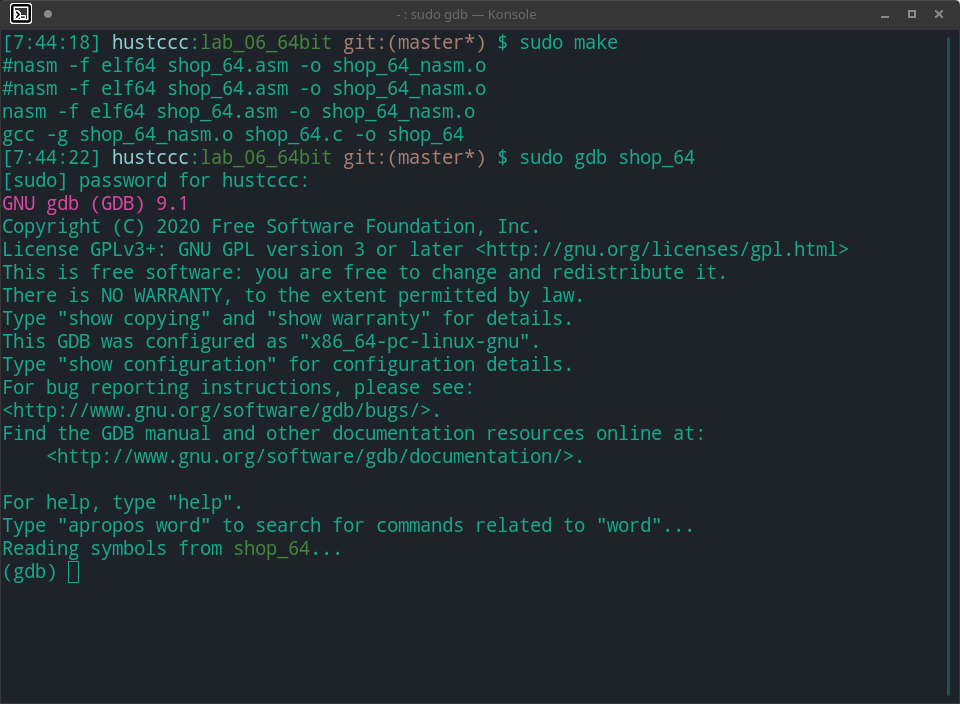 - : sudo gdb — Konsole
[7:44:18] hustccc:lab_06_64bit git:(master*) $ sudo make
#nasm -f elf64 shop_64.asm -o shop_64_nasm.o
#nasm -f elf64 shop_64.asm -o shop_64_nasm.o
nasm -f elf64 shop_64.asm -o shop_64_nasm.o
gcc -g shop_64_nasm.o shop_64.c -o shop_64
[7:44:22] hustccc:lab_06_64bit git:(master*) $ sudo gdb shop_64
[sudo] password for hustccc:
GNU gdb (GDB) 9.1
Copyright (C) 2020 Free Software Foundation, Inc.
License GPLv3+: GNU GPL version 3 or later <http://gnu.org/licenses/gpl.html>
This is free software: you are free to change and redistribute it.
There is NO WARRANTY, to the extent permitted by law.
Type "show copying" and "show warranty" for details.
This GDB was configured as "x86_64-pc-linux-gnu".
Type "show configuration" for configuration details.
For bug reporting instructions, please see:
<http://www.gnu.org/software/gdb/bugs/>.
Find the GDB manual and other documentation resources online at:
    <http://www.gnu.org/software/gdb/documentation/>.

For help, type "help".
Type "apropos word" to search for commands related to "word"...
Reading symbols from shop_64...
(gdb)